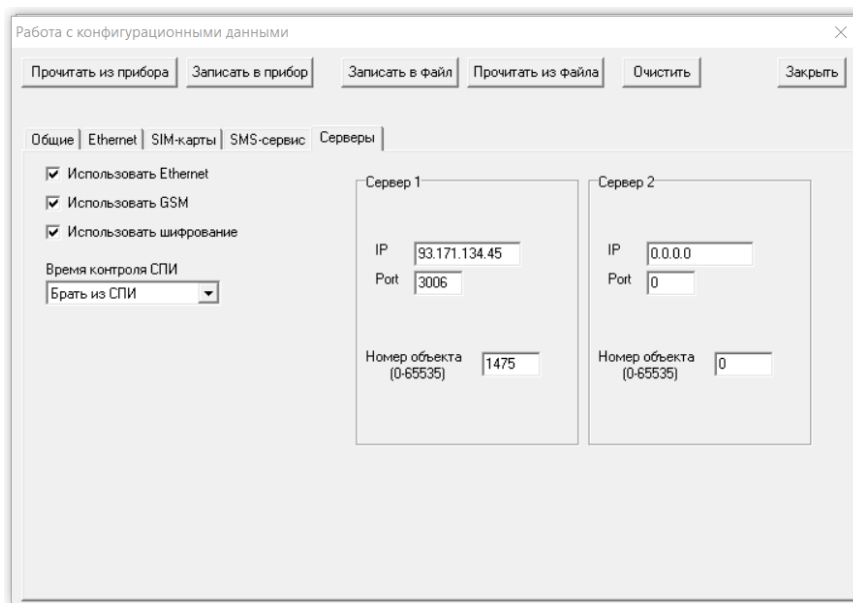 Работа с конфигурационными данными
Прочитать из прибора Записать в прибор Записать в файл Прочитать из файла Очистить Закрыть
Общие Ethernet SIM-карты SMS-сервис Серверы
Использовать Ethernet
Использовать GSM
Использовать шифрование
Время контроля СПИ
Брать из СПИ
Сервер 1
IP 93.171.134.45
Port 3006
Номер объекта
(0-65535)
1475
Сервер 2
IP 0.0.0.0
Port 0
Номер объекта
(0-65535)
0